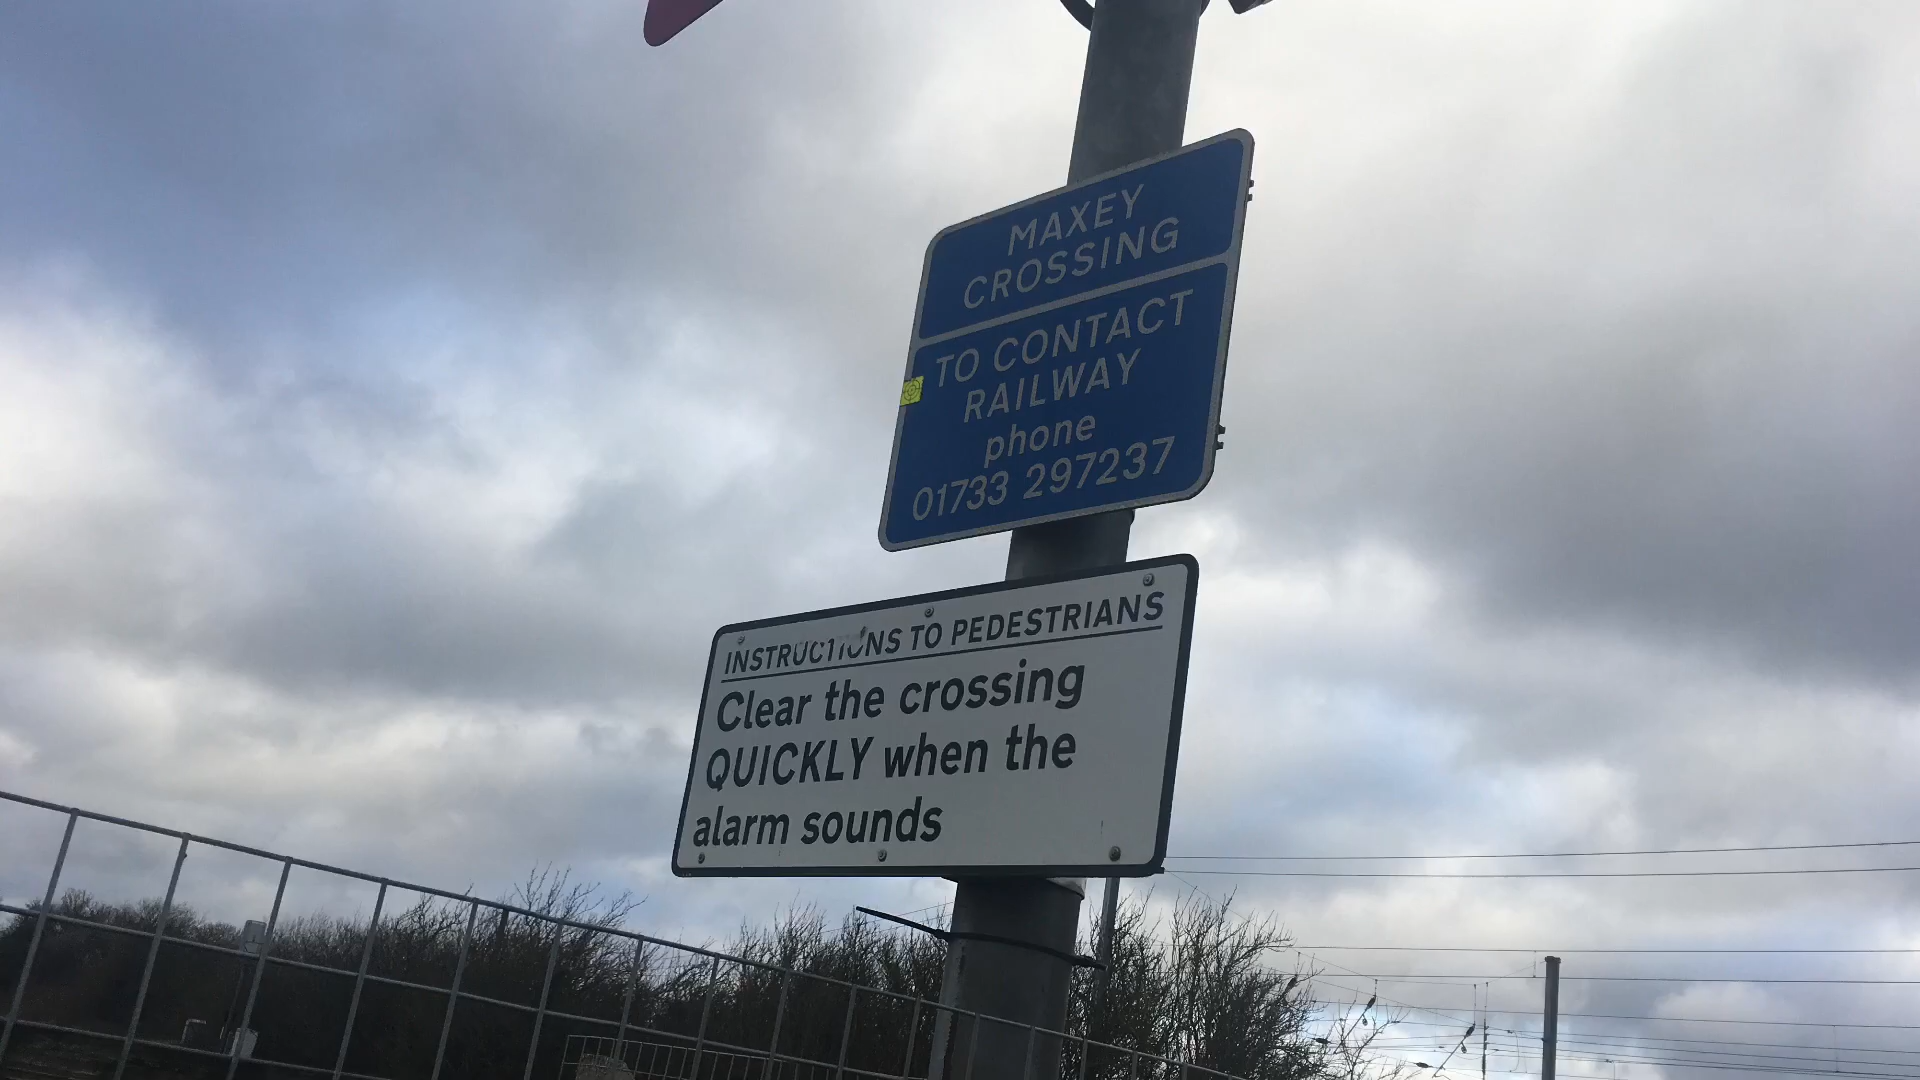 MAXEY
CROSSING
TO CONTACT
RAILWAY
phone
01733 297237
INSTRUCTIONS TO PEDESTRIANS
Clear the crossing
QUICKLY when the
alarm sounds